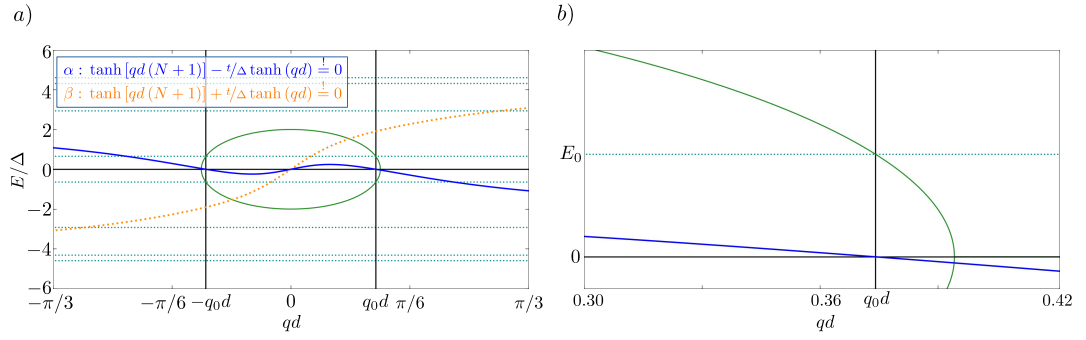 a)
b)
6
4
2
0
−2
−4
−6
E/Δ
α : tanh [qd (N + 1)] − t/Δ tanh (qd) =! 0
β : tanh [qd (N + 1)] + t/Δ tanh (qd) =! 0
−π/3
−π/6
−q₀d
0
q₀d
π/6
π/3
qd
E₀
0
0.30
0.36
q₀d
0.42
qd